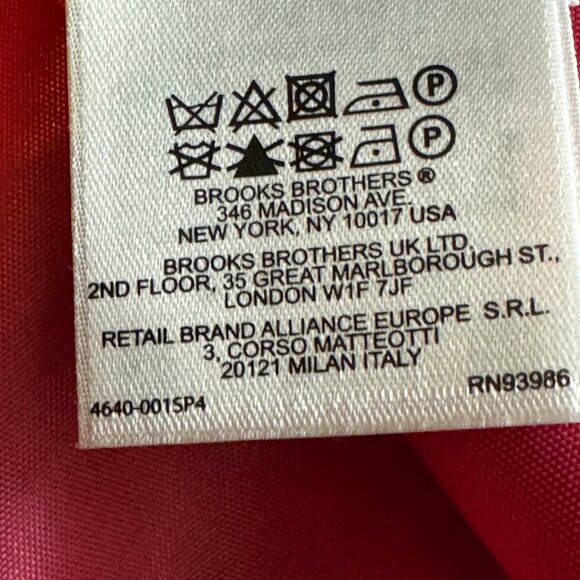 P
P
BROOKS BROTHERS ®
346 MADISON AVE.
NEW YORK, NY 10017 USA
BROOKS BROTHERS UK LTD.
2ND FLOOR, 35 GREAT MARLBOROUGH ST.,
LONDON W1F 7JF
RETAIL BRAND ALLIANCE EUROPE S.R.L.
3, CORSO MATTEOTTI
20121 MILAN ITALY
RN93986
4640-001SP4